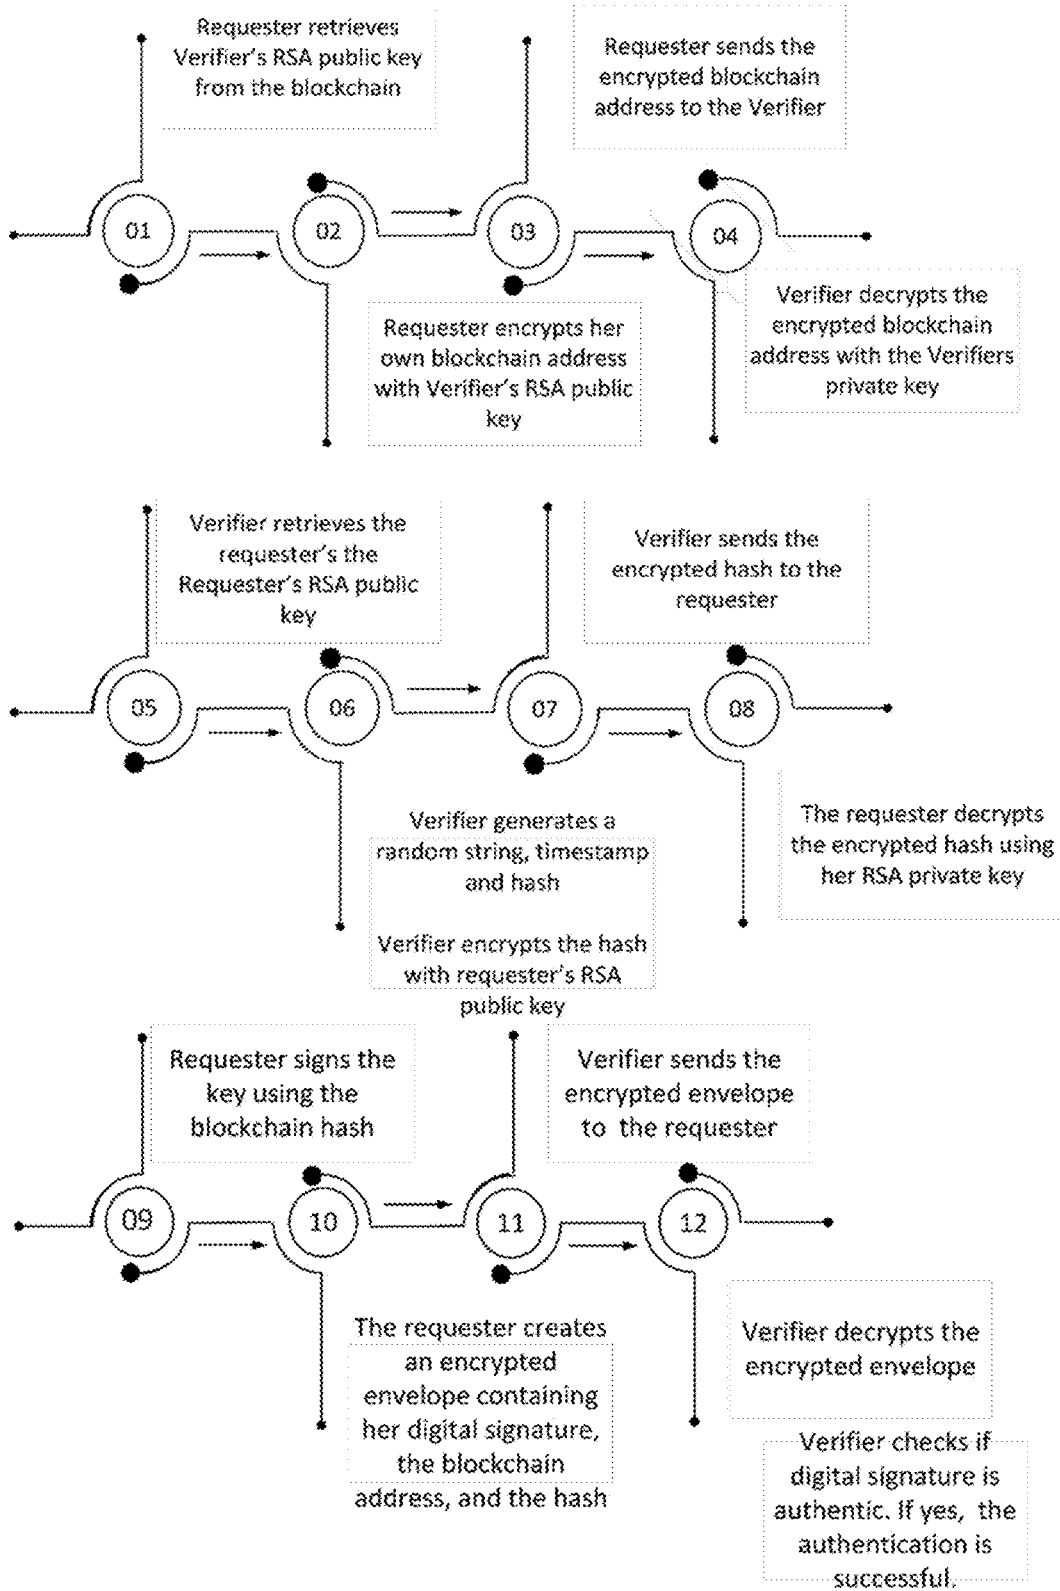 Requester retrieves
Verifier's RSA public key
from the blockchain
Requester sends the
encrypted blockchain
address to the Verifier
01
02
03
04
Requester encrypts her
own blockchain address
with Verifier's RSA public
key
Verifier decrypts the
encrypted blockchain
address with the Verifiers
private key
Verifier retrieves the
requester's the
Requester's RSA public
key
Verifier sends the
encrypted hash to the
requester
05
06
07
08
Verifier generates a
random string, timestamp
and hash
Verifier encrypts the hash
with requester's RSA
public key
The requester decrypts
the encrypted hash using
her RSA private key
Requester signs the
key using the
blockchain hash
Verifier sends the
encrypted envelope
to the requester
09
10
11
12
The requester creates
an encrypted
envelope containing
her digital signature,
the blockchain
address, and the hash
Verifier decrypts the
encrypted envelope
Verifier checks if
digital signature is
authentic. If yes, the
authentication is
successful.